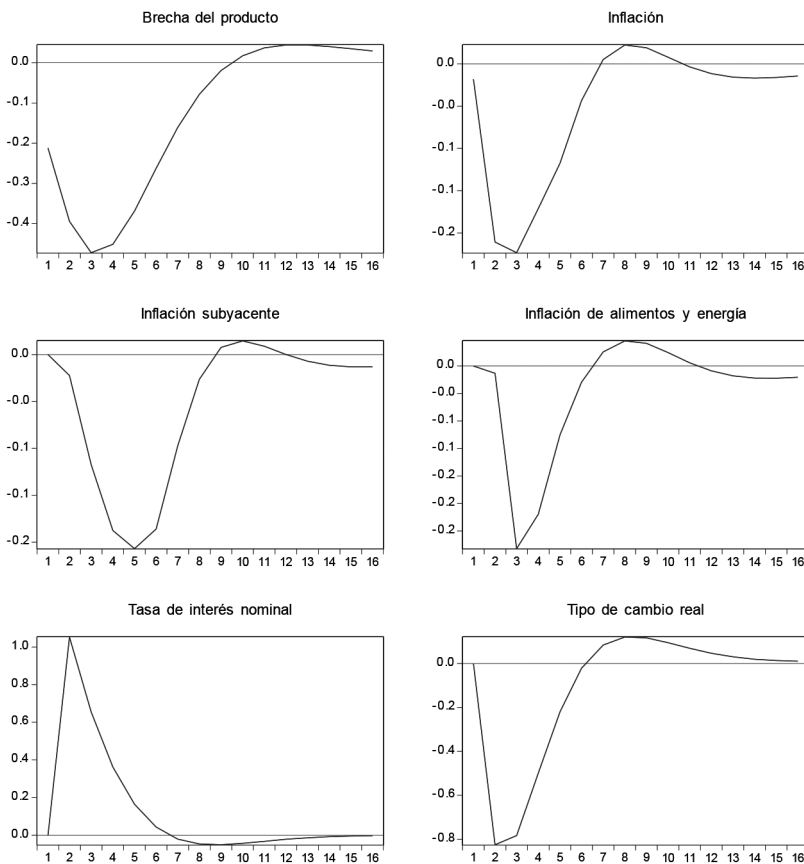 Brecha del producto
0.0
-0.1
-0.2
-0.3
-0.4
1 2 3 4 5 6 7 8 9 10 11 12 13 14 15 16
Inflación
0.0
-0.0
-0.1
-0.1
-0.2
1 2 3 4 5 6 7 8 9 10 11 12 13 14 15 16
Inflación subyacente
0.0
-0.0
-0.1
-0.1
-0.2
1 2 3 4 5 6 7 8 9 10 11 12 13 14 15 16
Inflación de alimentos y energía
0.0
-0.0
-0.1
-0.1
-0.2
-0.2
-0.2
1 2 3 4 5 6 7 8 9 10 11 12 13 14 15 16
Tasa de interés nominal
1.0
0.8
0.6
0.4
0.2
0.0
1 2 3 4 5 6 7 8 9 10 11 12 13 14 15 16
Tipo de cambio real
0.0
-0.2
-0.4
-0.6
-0.8
1 2 3 4 5 6 7 8 9 10 11 12 13 14 15 16